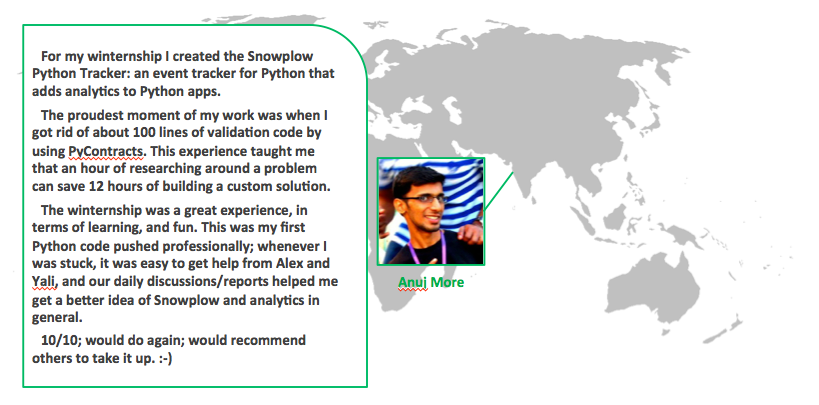 For my winternship I created the Snowplow
Python Tracker: an event tracker for Python that
adds analytics to Python apps.
The proudest moment of my work was when I
got rid of about 100 lines of validation code by
using PyContracts. This experience taught me
that an hour of researching around a problem
can save 12 hours of building a custom solution.
The winternship was a great experience, in
terms of learning, and fun. This was my first
Python code pushed professionally; whenever I
was stuck, it was easy to get help from Alex and
Yali, and our daily discussions/reports helped me
get a better idea of Snowplow and analytics in
general.
10/10; would do again; would recommend
others to take it up. :-)
Anuj More